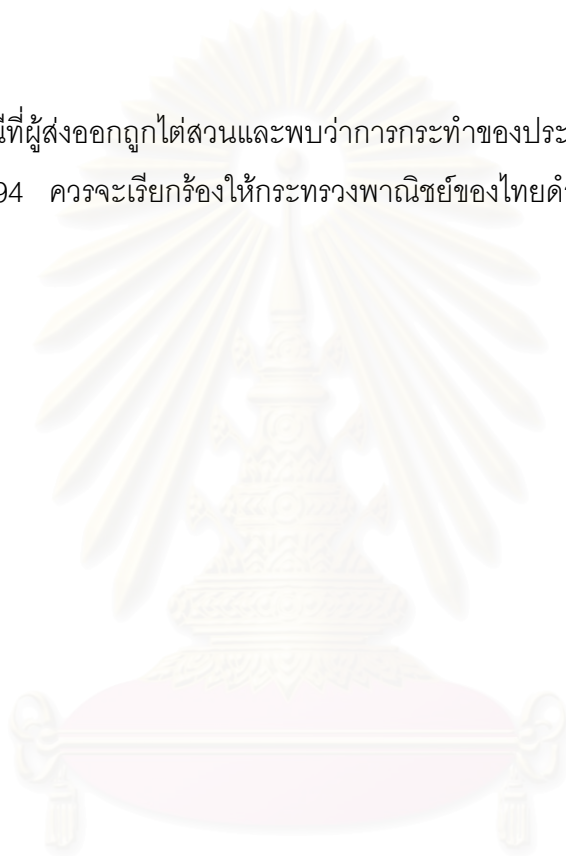 ที่ผู้ส่งออกถูกไต่สวนและพบว่าการกระทำของประ
94 ควรจะเรียกร้องให้กระทรวงพาณิชย์ของไทย